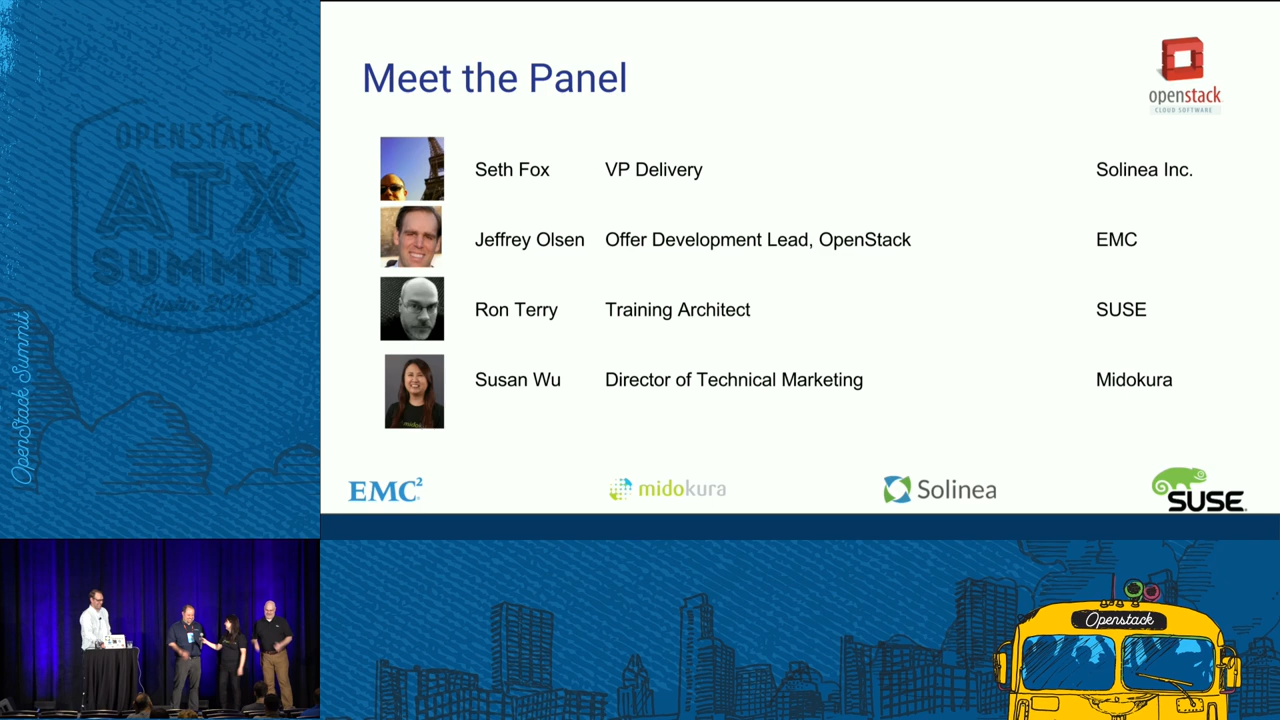 Meet the Panel
openstack
CLOUD SOFTWARE
Seth Fox VP Delivery Solinea Inc.
Jeffrey Olsen Offer Development Lead, OpenStack EMC
Ron Terry Training Architect SUSE
Susan Wu Director of Technical Marketing Midokura
EMC²
midokura
Solinea
SUSE
OPENSTACK
ATX
SUMMIT
Austin 2016
OpenStack Summit
Openstack